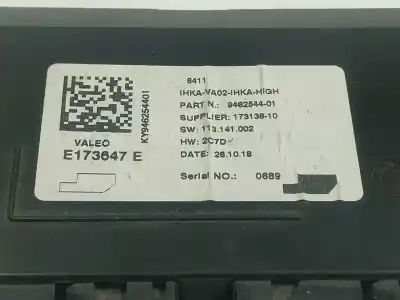 6411
IHKA-VA02-IHKA-HIGH
PART N.: 9462544-01
SUPPLIER: 173138-10
SW: 113.141.002
HW: 2C7D
DATE: 26.10.18
Serial NO.: 0689
KY946254401
VALEO
E173647 E